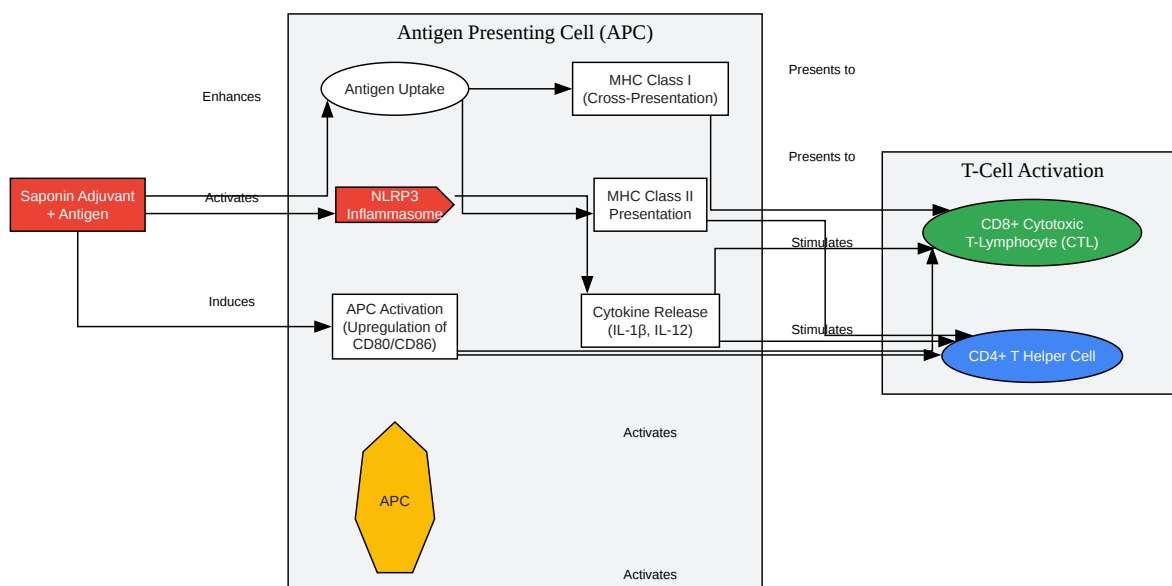 Antigen Presenting Cell (APC)
Enhances
Antigen Uptake
MHC Class I
(Cross-Presentation)
Presents to
Presents to
T-Cell Activation
Saponin Adjuvant
+ Antigen
Activates
NLRP3
Inflammasome
MHC Class II
Presentation
CD8+ Cytotoxic
T-Lymphocyte (CTL)
Stimulates
Induces
APC Activation
(Upregulation of
CD80/CD86)
Cytokine Release
(IL-1β, IL-12)
Stimulates
CD4+ T Helper Cell
Activates
APC
Activates